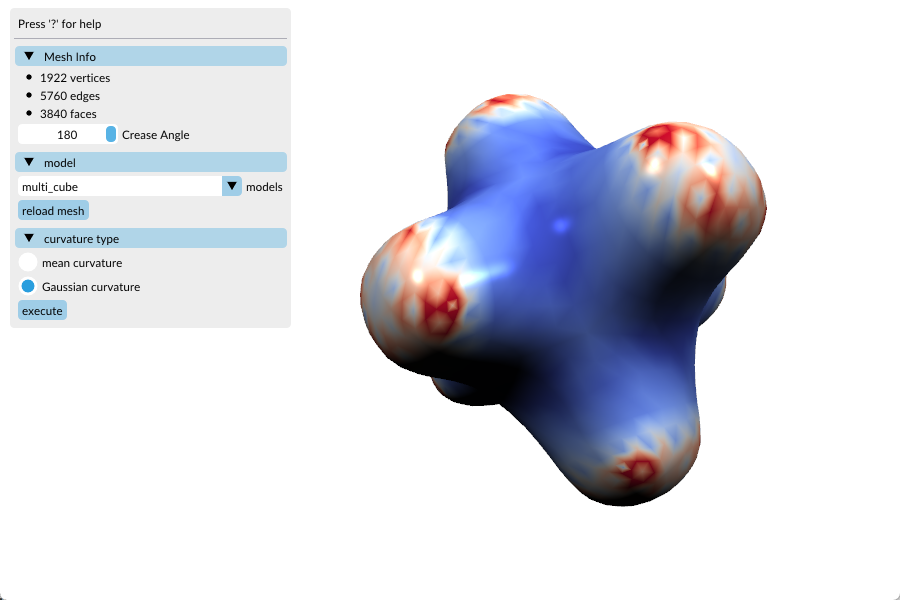 Press '?' for help
Mesh Info
1922 vertices
5760 edges
3840 faces
180 Crease Angle
model
multi_cube models
reload mesh
curvature type
mean curvature
Gaussian curvature
execute